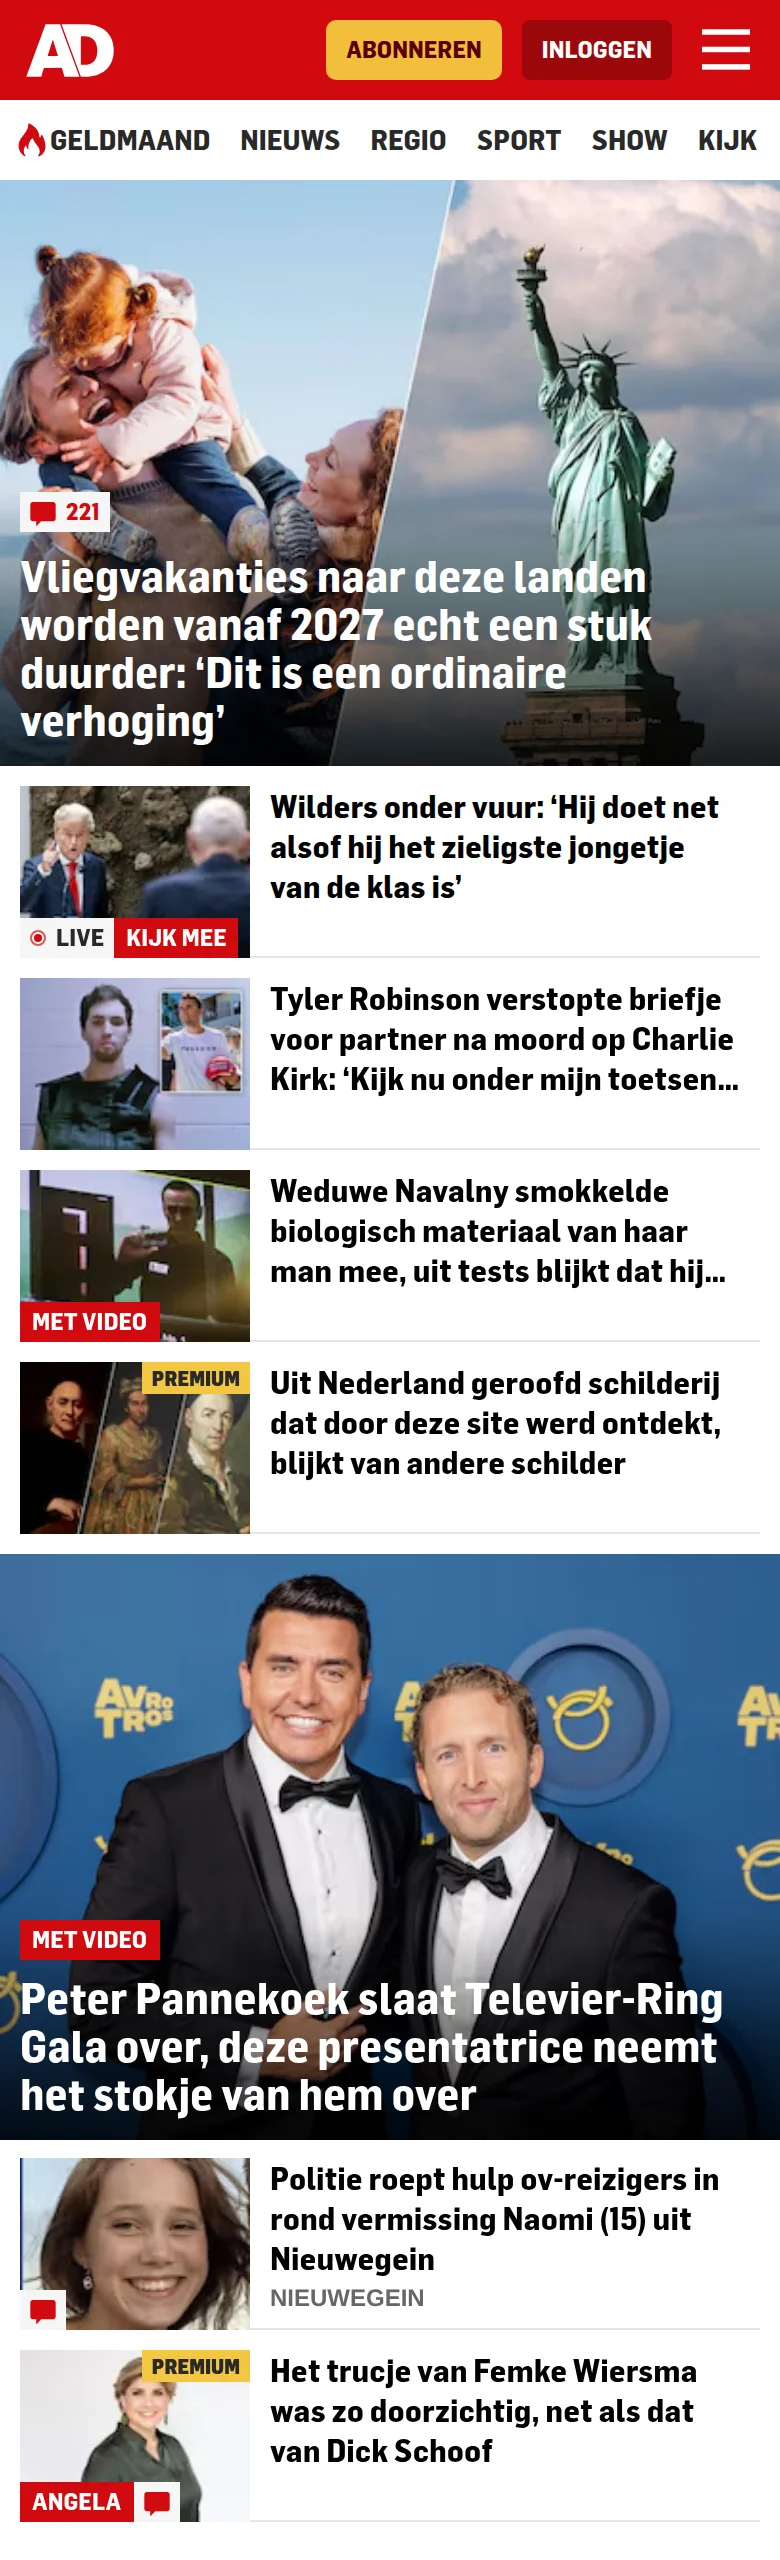 AD
ABONNEREN
INLOGGEN
GELDMAAND NIEUWS REGIO SPORT SHOW KIJK
221
Vliegvakanties naar deze landen
worden vanaf 2027 echt een stuk
duurder: ‘Dit is een ordinaire
verhoging’
LIVE KIJK MEE
Wilders onder vuur: ‘Hij doet net
alsof hij het zieligste jongetje
van de klas is’
Tyler Robinson verstopte briefje
voor partner na moord op Charlie
Kirk: ‘Kijk nu onder mijn toetsen...
MET VIDEO
Weduwe Navalny smokkelde
biologisch materiaal van haar
man mee, uit tests blijkt dat hij...
PREMIUM
Uit Nederland geroofd schilderij
dat door deze site werd ontdekt,
blijkt van andere schilder
AVRO
TROS
MET VIDEO
Peter Pannekoek slaat Televier-Ring
Gala over, deze presentatrice neemt
het stokje van hem over
Politie roept hulp ov-reizigers in
rond vermissing Naomi (15) uit
Nieuwegein
NIEUWEGEIN
PREMIUM
ANGELA
Het trucje van Femke Wiersma
was zo doorzichtig, net als dat
van Dick Schoof